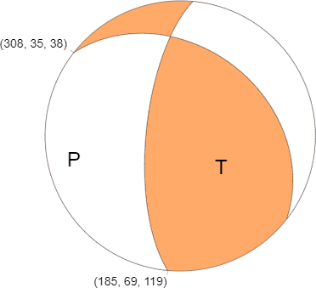 (308, 35, 38)
P
T
(185, 69, 119)